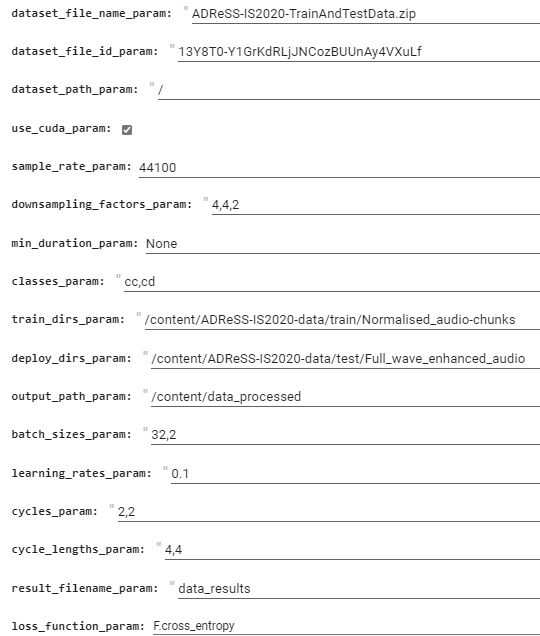 dataset_file_name_param: " ADReSS-IS2020-TrainAndTestData.zip
dataset_file_id_param: " 13Y8T0-Y1GrKdRLjJNCozBUUnAy4VXuLf
dataset_path_param: " /
use_cuda_param:
sample_rate_param: 44100
downsampling_factors_param: " 4,4,2
min_duration_param: None
classes_param: " cc,cd
train_dirs_param: " /content/ADReSS-IS2020-data/train/Normalised_audio-chunks
deploy_dirs_param: " /content/ADReSS-IS2020-data/test/Full_wave_enhanced_audio
output_path_param: " /content/data_processed
batch_sizes_param: " 32,2
learning_rates_param: " 0.1
cycles_param: " 2,2
cycle_lengths_param: " 4,4
result_filename_param: " data_results
loss_function_param: F.cross_entropy